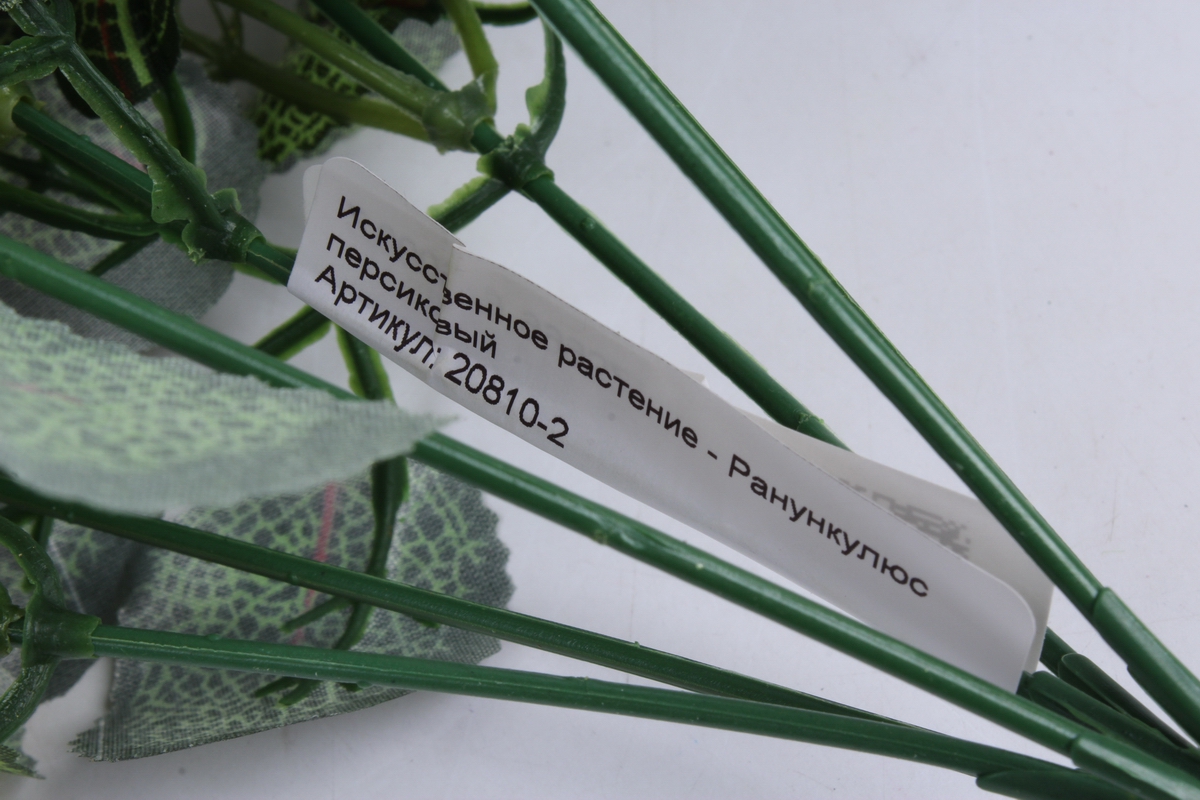 Искусственное растение - Ранункулюс
персиковый
Артикул: 20810-2